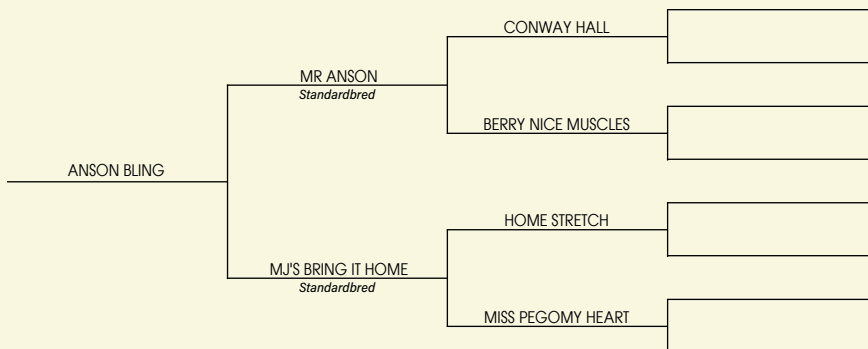 CONWAY HALL
MR ANSON
Standardbred
BERRY NICE MUSCLES
ANSON BLING
HOME STRETCH
MJ'S BRING IT HOME
Standardbred
MISS PEGOMY HEART